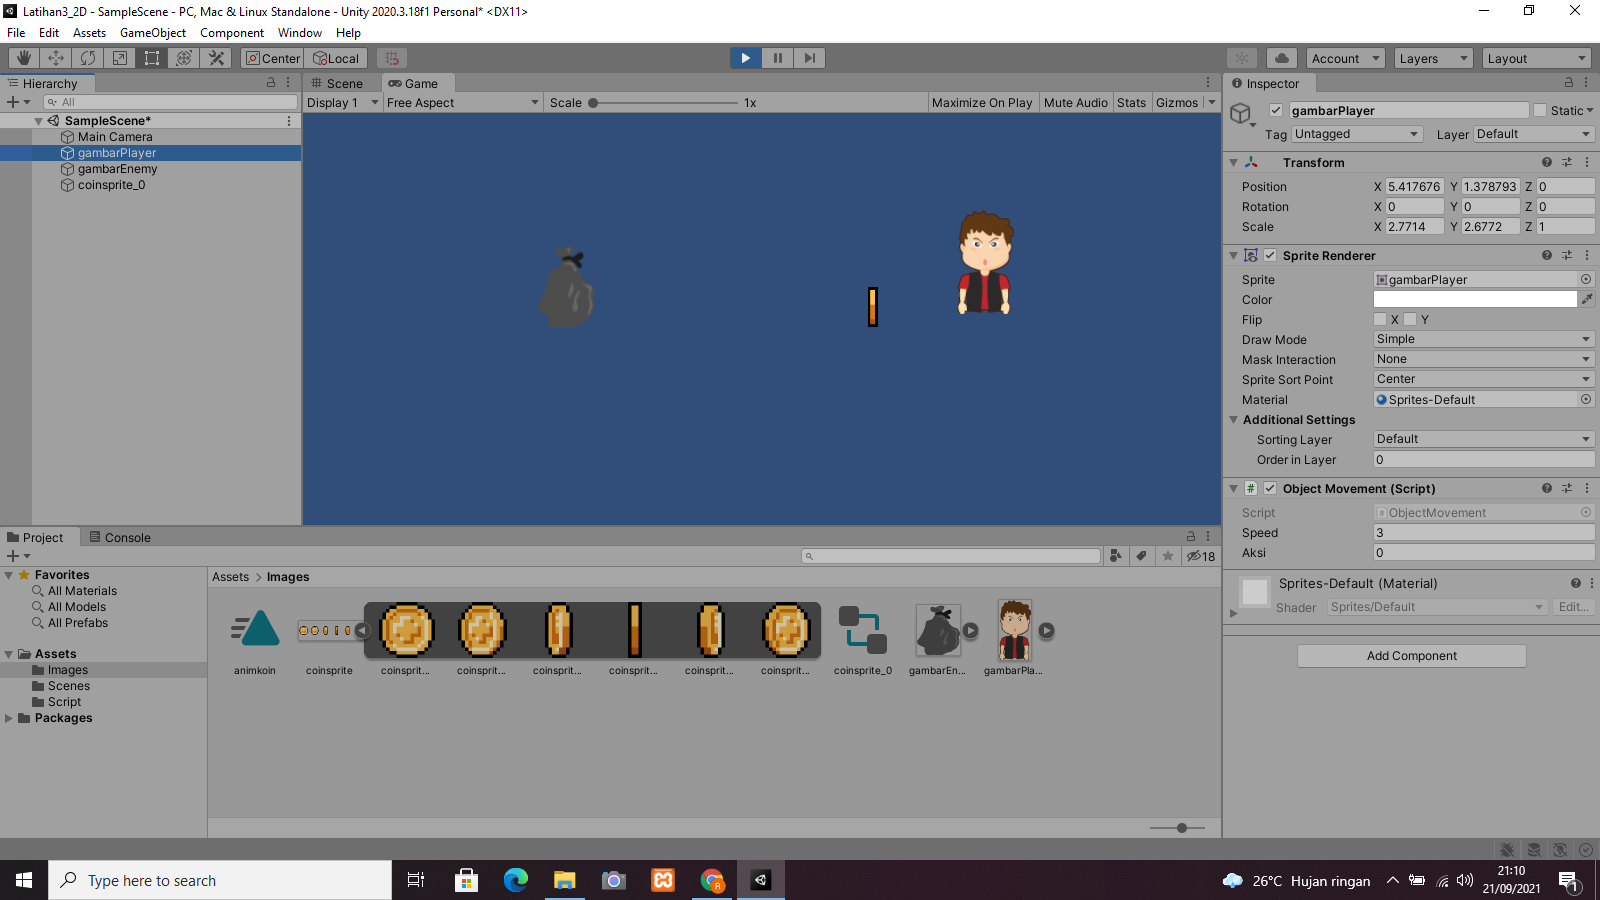 Latihan3_2D - SampleScene - PC, Mac & Linux Standalone - Unity 2020.3.18f1 Personal* <DX11>
File Edit Assets GameObject Component Window Help
Center Local Account Layers Layout
Hierarchy
All
SampleScene*
Main Camera
gambarPlayer
gambarEnemy
coinsprite_0
Scene Game
Display 1 Free Aspect Scale 1x Maximize On Play Mute Audio Stats Gizmos
Inspector
gambarPlayer Static
Tag Untagged Layer Default
Transform
Position X 5.417676 Y 1.378793 Z 0
Rotation X 0 Y 0 Z 0
Scale X 2.7714 Y 2.6772 Z 1
Sprite Renderer
Sprite gambarPlayer
Color
Flip X Y
Draw Mode Simple
Mask Interaction None
Sprite Sort Point Center
Material Sprites-Default
Additional Settings
Sorting Layer Default
Order in Layer 0
# Object Movement (Script)
Script ObjectMovement
Speed 3
Aksi 0
Sprites-Default (Material)
Shader Sprites/Default Edit...
Add Component
Project Console
18
Favorites
All Materials
All Models
All Prefabs
Assets
Images
Scenes
Script
Packages
Assets > Images
animkoin coinsprite coinsprit... coinsprit... coinsprit... coinsprit... coinsprit... coinsprit... coinsprite_0 gambarEn... gambarPla...
Type here to search
26°C Hujan ringan
21:10
21/09/2021
1